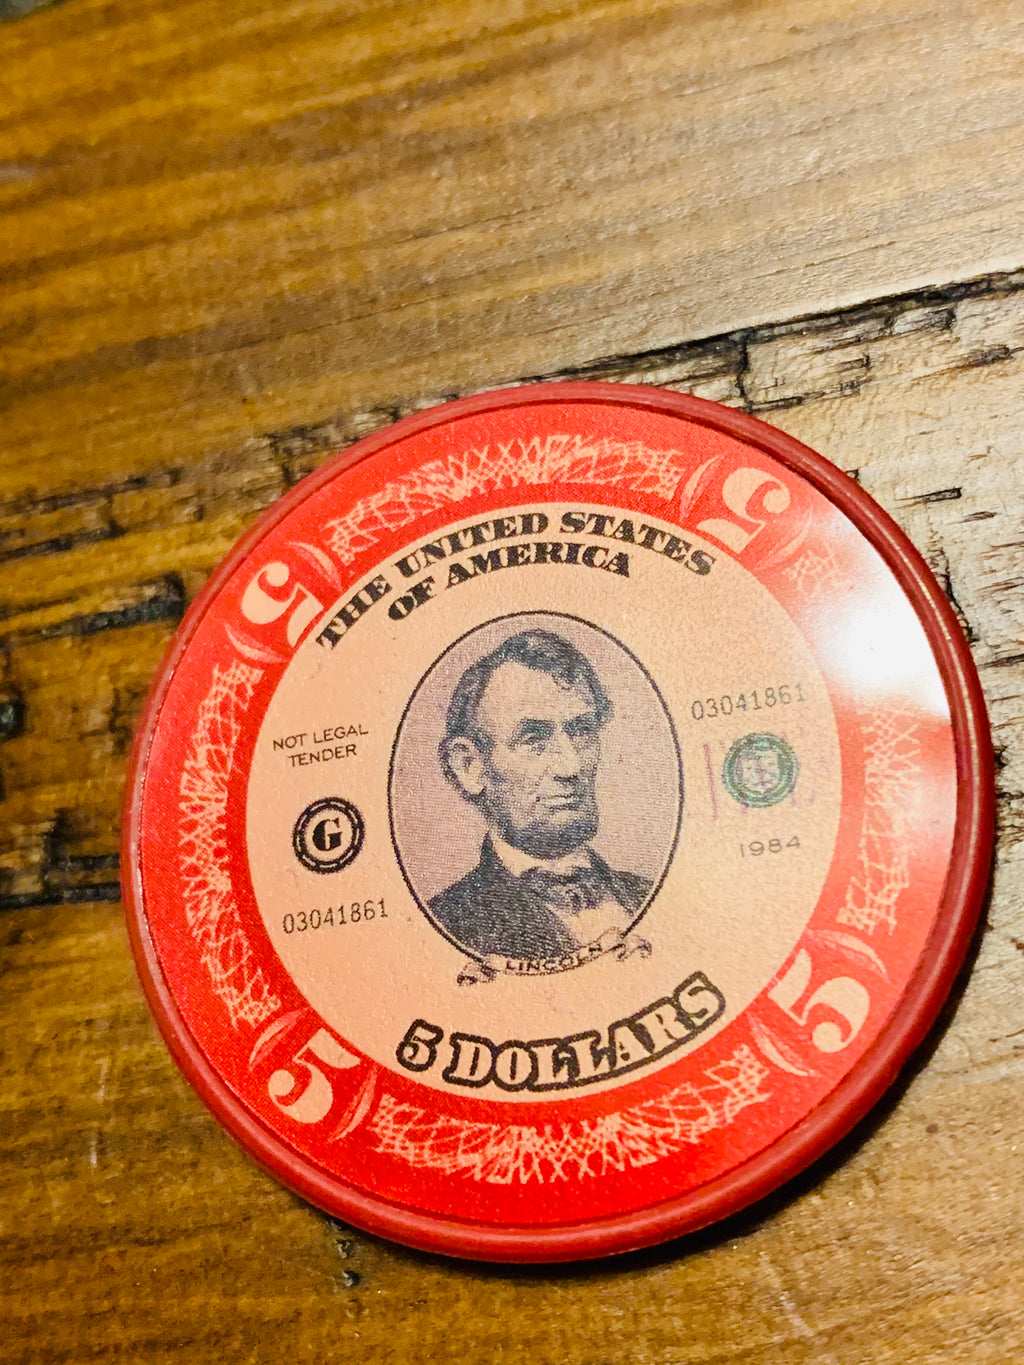 5
5
THE UNITED STATES
OF AMERICA
03041861
NOT LEGAL
TENDER
G
1984
03041861
LINCOLN
5 DOLLARS
5
5